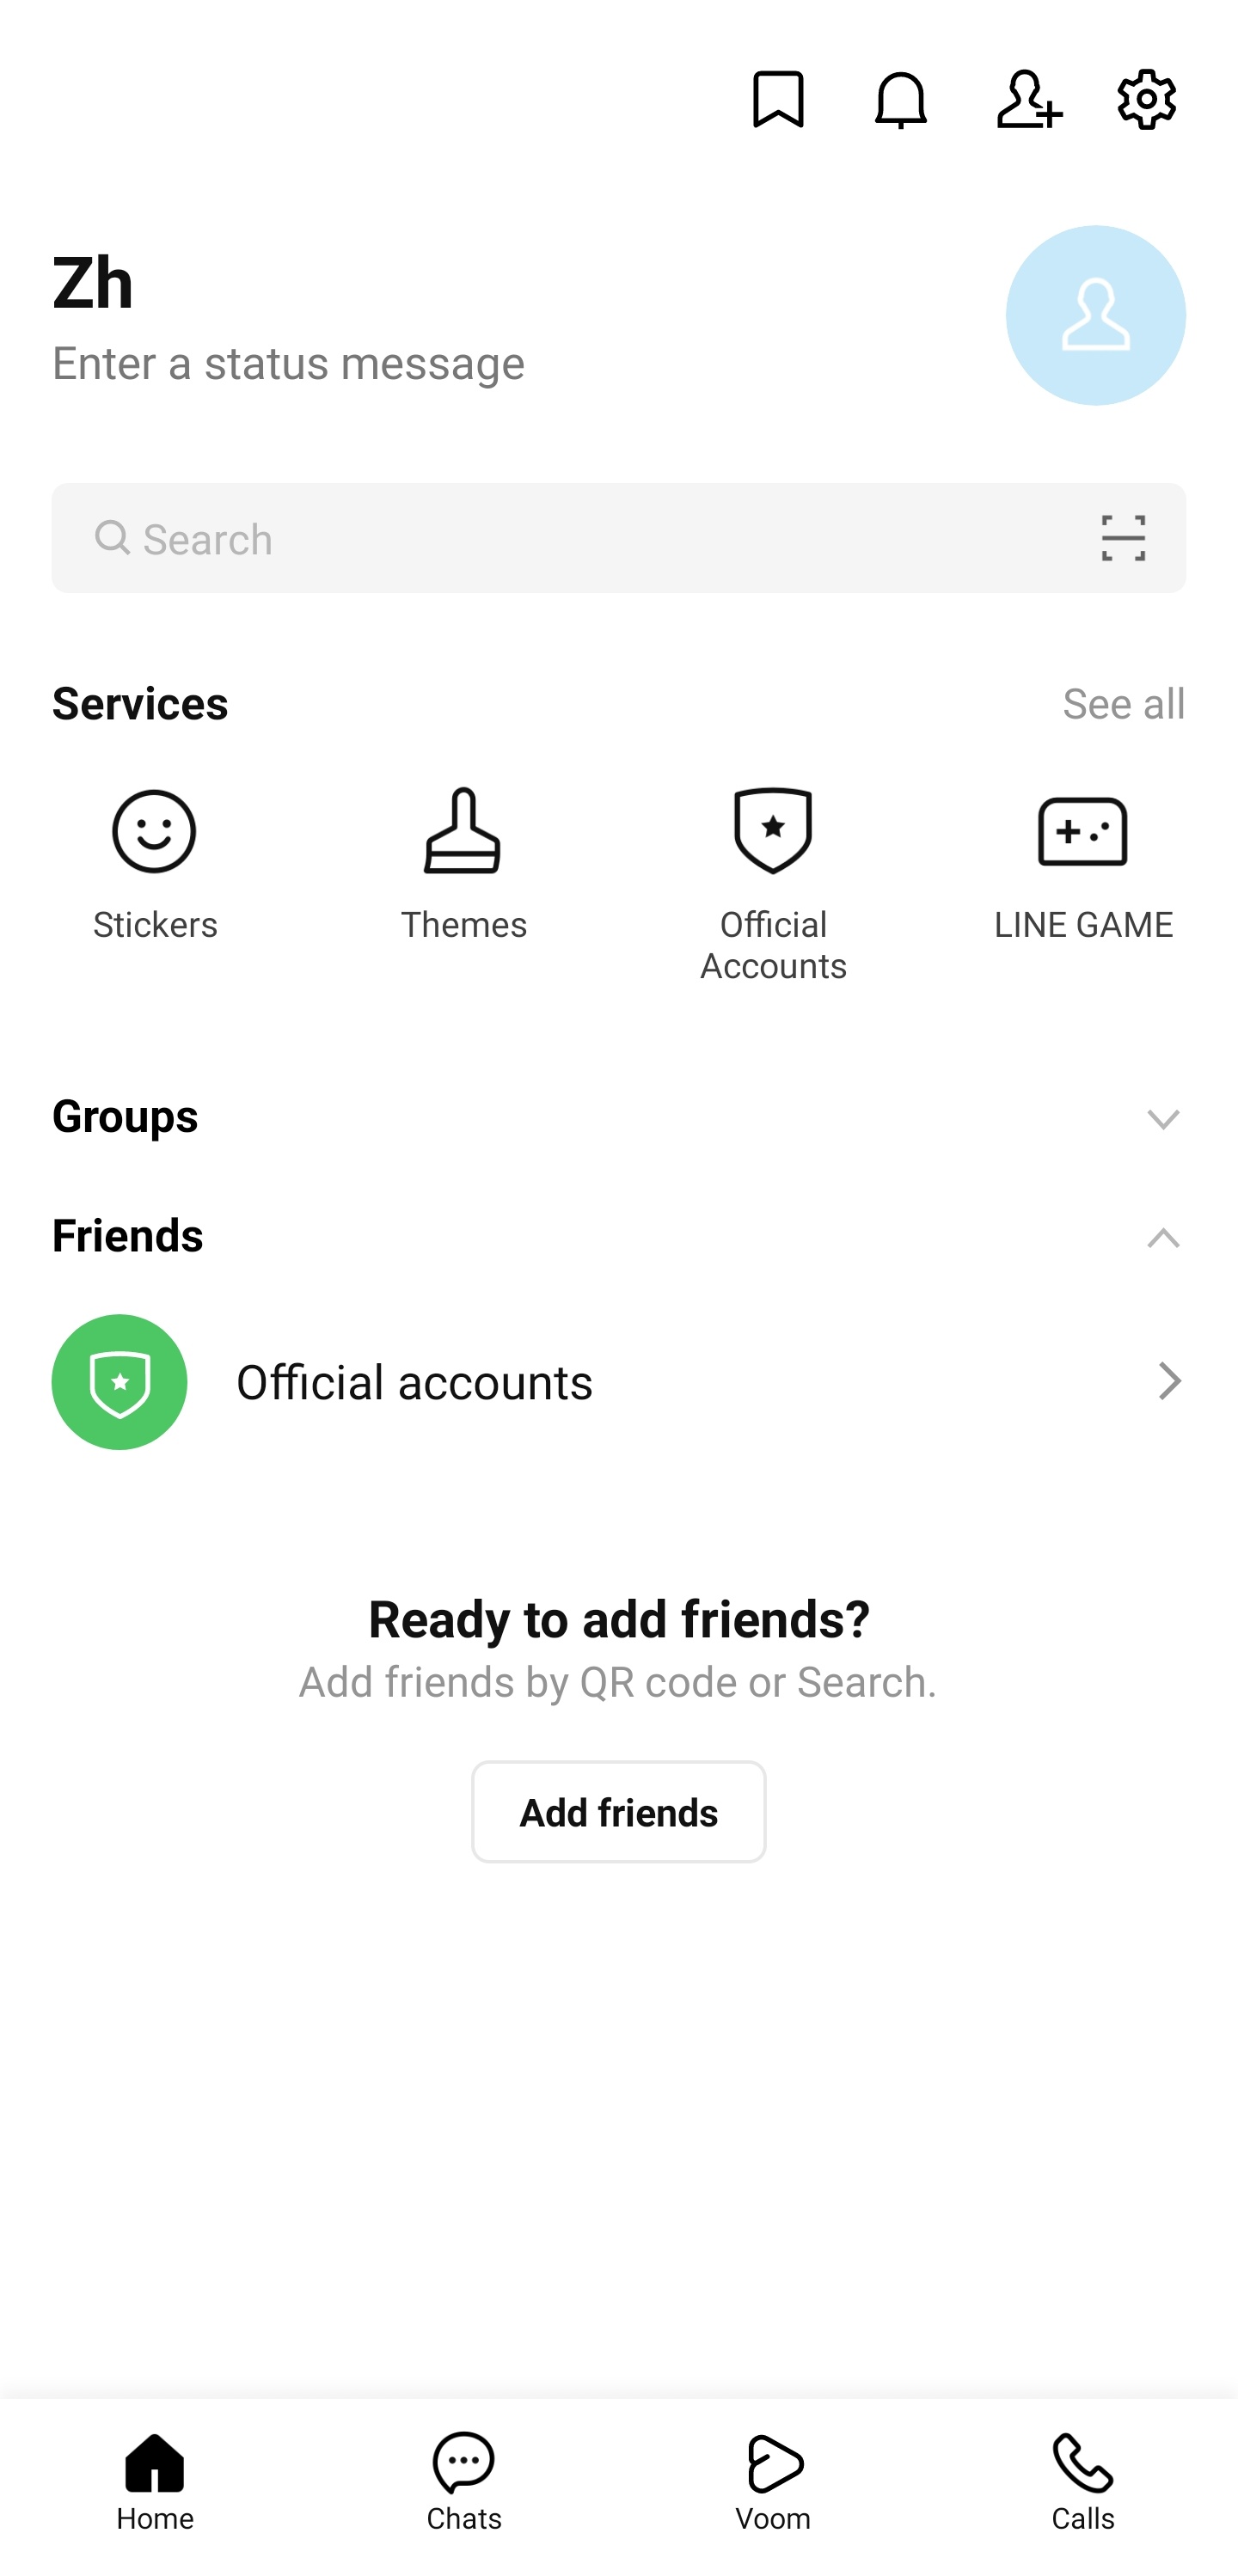 Zh
Enter a status message
Search
Services
See all
Stickers
Themes
Official
Accounts
LINE GAME
Groups
Friends
Official accounts
Ready to add friends?
Add friends by QR code or Search.
Add friends
Home
Chats
Voom
Calls